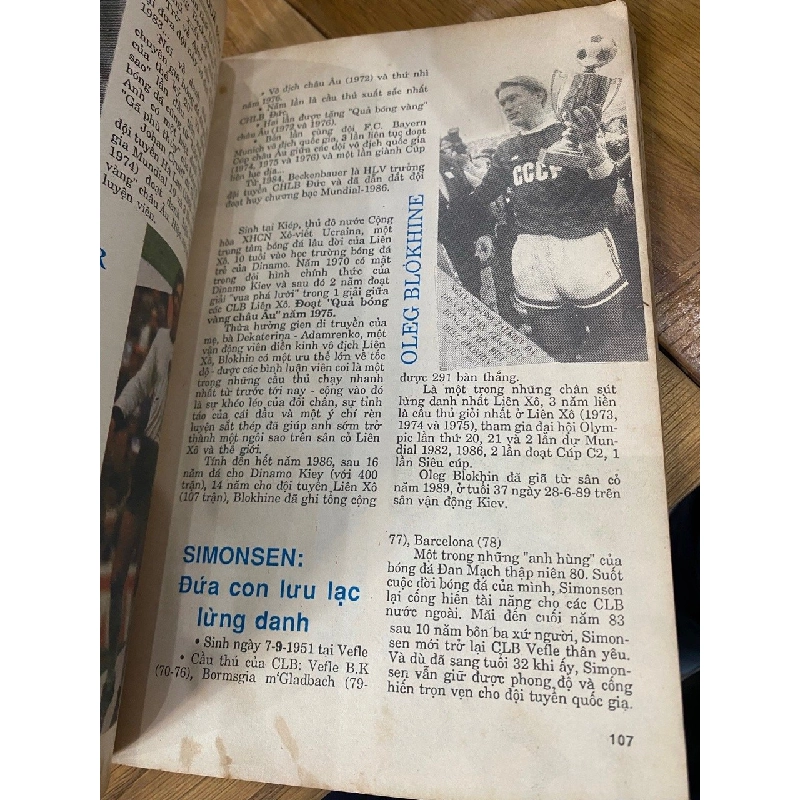 • Vô địch châu Âu (1972) và thứ nhì
năm 1976.
• Năm lần là cầu thủ xuất sắc nhất
CHLB Đức.
• Hai lần được tặng "Quả bóng vàng"
châu Âu (1972 và 1976).
• Bốn lần cùng đội F.C. Bayern
Munich vô địch quốc gia, 3 lần liên tục đoạt
Cúp châu Âu giữa các đội vô địch quốc gia
(1974, 1975 và 1976) và một lần giành Cúp
liên lục địa...
Từ 1984, Beckenbauer là HLV trưởng
đội tuyển CHLB Đức và đã dẫn dắt đội
đoạt huy chương bạc Mundial-1986.
OLEG BLOKHINE
CCCP
Sinh tại Kiép, thủ đô nước Cộng
hòa XHCN Xô-viết Ucraina, một
trung tâm bóng đá lâu đời của Liên
Xô. 10 tuổi vào học trường bóng đá
trẻ của Dinamo. Năm 1970 có mặt
trong đội hình chính thức của
Dinamo Kiev và sau đó 2 năm đoạt
giải "vua phá lưới" trong 1 giải giữa
các CLB Liên Xô. Đoạt "Quả bóng
vàng châu Âu" năm 1975.
Thừa hưởng gien di truyền của
mẹ, bà Dekaterina - Adamrenko, một
vận động viên điền kinh vô địch Liên
Xô, Blokhin có một ưu thế lớn về tốc
độ - được các bình luận viên coi là một
trong những cầu thủ chạy nhanh
nhất từ trước tới nay - cộng vào đó
là sự khéo léo của đôi chân, sự tinh
táo của cái đầu và một ý chí rèn
luyện sắt thép đã giúp anh sớm trở
thành một ngôi sao trên sân cỏ Liên
Xô và thế giới.
Tính đến hết năm 1986, sau 16
năm đá cho Dinamo Kiey (với 400
trận), 14 năm cho đội tuyển Liên Xô
(107 trận), Blokhine đã ghi tổng cộng
được 291 bàn thắng.
Là một trong những chân sút
lừng danh nhất Liên Xô, 3 năm liền
là cầu thủ giỏi nhất ở Liên Xô (1973,
1974 và 1975), tham gia đại hội Olym-
pic lần thứ 20, 21 và 2 lần dự Mun-
dial 1982, 1986, 2 lần đoạt Cúp C2, 1
lần Siêu cúp.
Oleg Blokhin đã giã từ sân cỏ
năm 1989, ở tuổi 37 ngày 28-6-89 trên
sân vận động Kiev.
SIMONSEN:
Đứa con lưu lạc
lừng danh
• Sinh ngày 7-9-1951 tại Vefle
• Cầu thủ của CLB: Vefle B.K
(70-76), Bormsgia m'Gladbach (79-
77), Barcelona (78)
Một trong những "anh hùng" của
bóng đá Đan Mạch thập niên 80. Suốt
cuộc đời bóng đá của mình, Simonsen
lại cống hiến tài năng cho các CLB
nước ngoài. Mãi đến cuối năm 83
sau 10 năm bôn ba xứ người, Simon-
sen mới trở lại CLB Vefle thân yêu.
Và dù đã sang tuổi 32 khi ấy, Simon-
sen vẫn giữ được phong độ và cống
hiến trọn vẹn cho đội tuyển quốc gia.
107